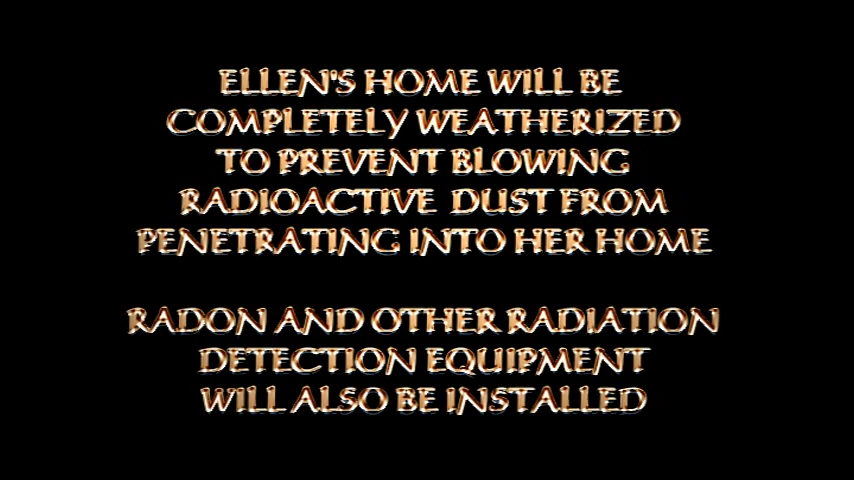 ELLEN'S HOME WILL BE
COMPLETELY WEATHERIZED
TO PREVENT BLOWING
RADIOACTIVE DUST FROM
PENETRATING INTO HER HOME
RADON AND OTHER RADIATION
DETECTION EQUIPMENT
WILL ALSO BE INSTALLED